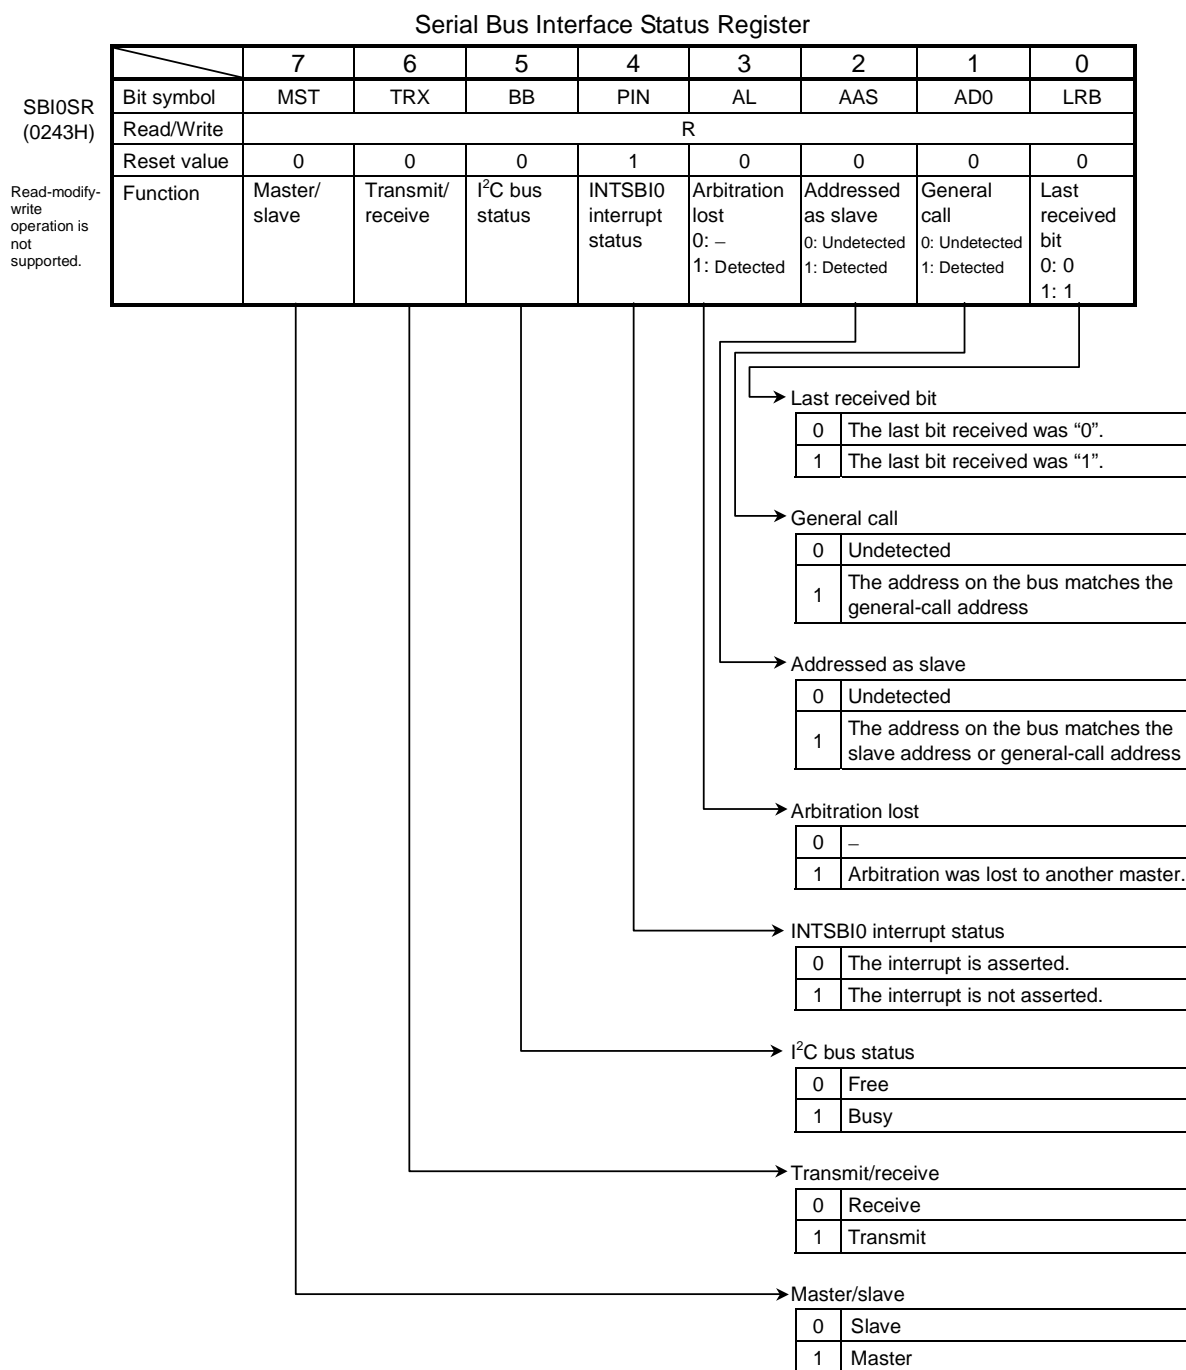 Serial Bus Interface Status Register
SBI0SR
(0243H)
Read-modify-
write
operation is
not
supported.
7 6 5 4 3 2 1 0
Bit symbol MST TRX BB PIN AL AAS AD0 LRB
Read/Write R
Reset value 0 0 0 1 0 0 0 0
Function
Master/
slave
Transmit/
receive
I²C bus
status
INTSBI0
interrupt
status
Arbitration
lost
0: –
1: Detected
Addressed
as slave
0: Undetected
1: Detected
General
call
0: Undetected
1: Detected
Last
received
bit
0: 0
1: 1
Last received bit
0 The last bit received was “0”.
1 The last bit received was “1”.
General call
0 Undetected
1 The address on the bus matches the
general-call address
Addressed as slave
0 Undetected
1 The address on the bus matches the
slave address or general-call address
Arbitration lost
0 –
1 Arbitration was lost to another master.
INTSBI0 interrupt status
0 The interrupt is asserted.
1 The interrupt is not asserted.
I²C bus status
0 Free
1 Busy
Transmit/receive
0 Receive
1 Transmit
Master/slave
0 Slave
1 Master